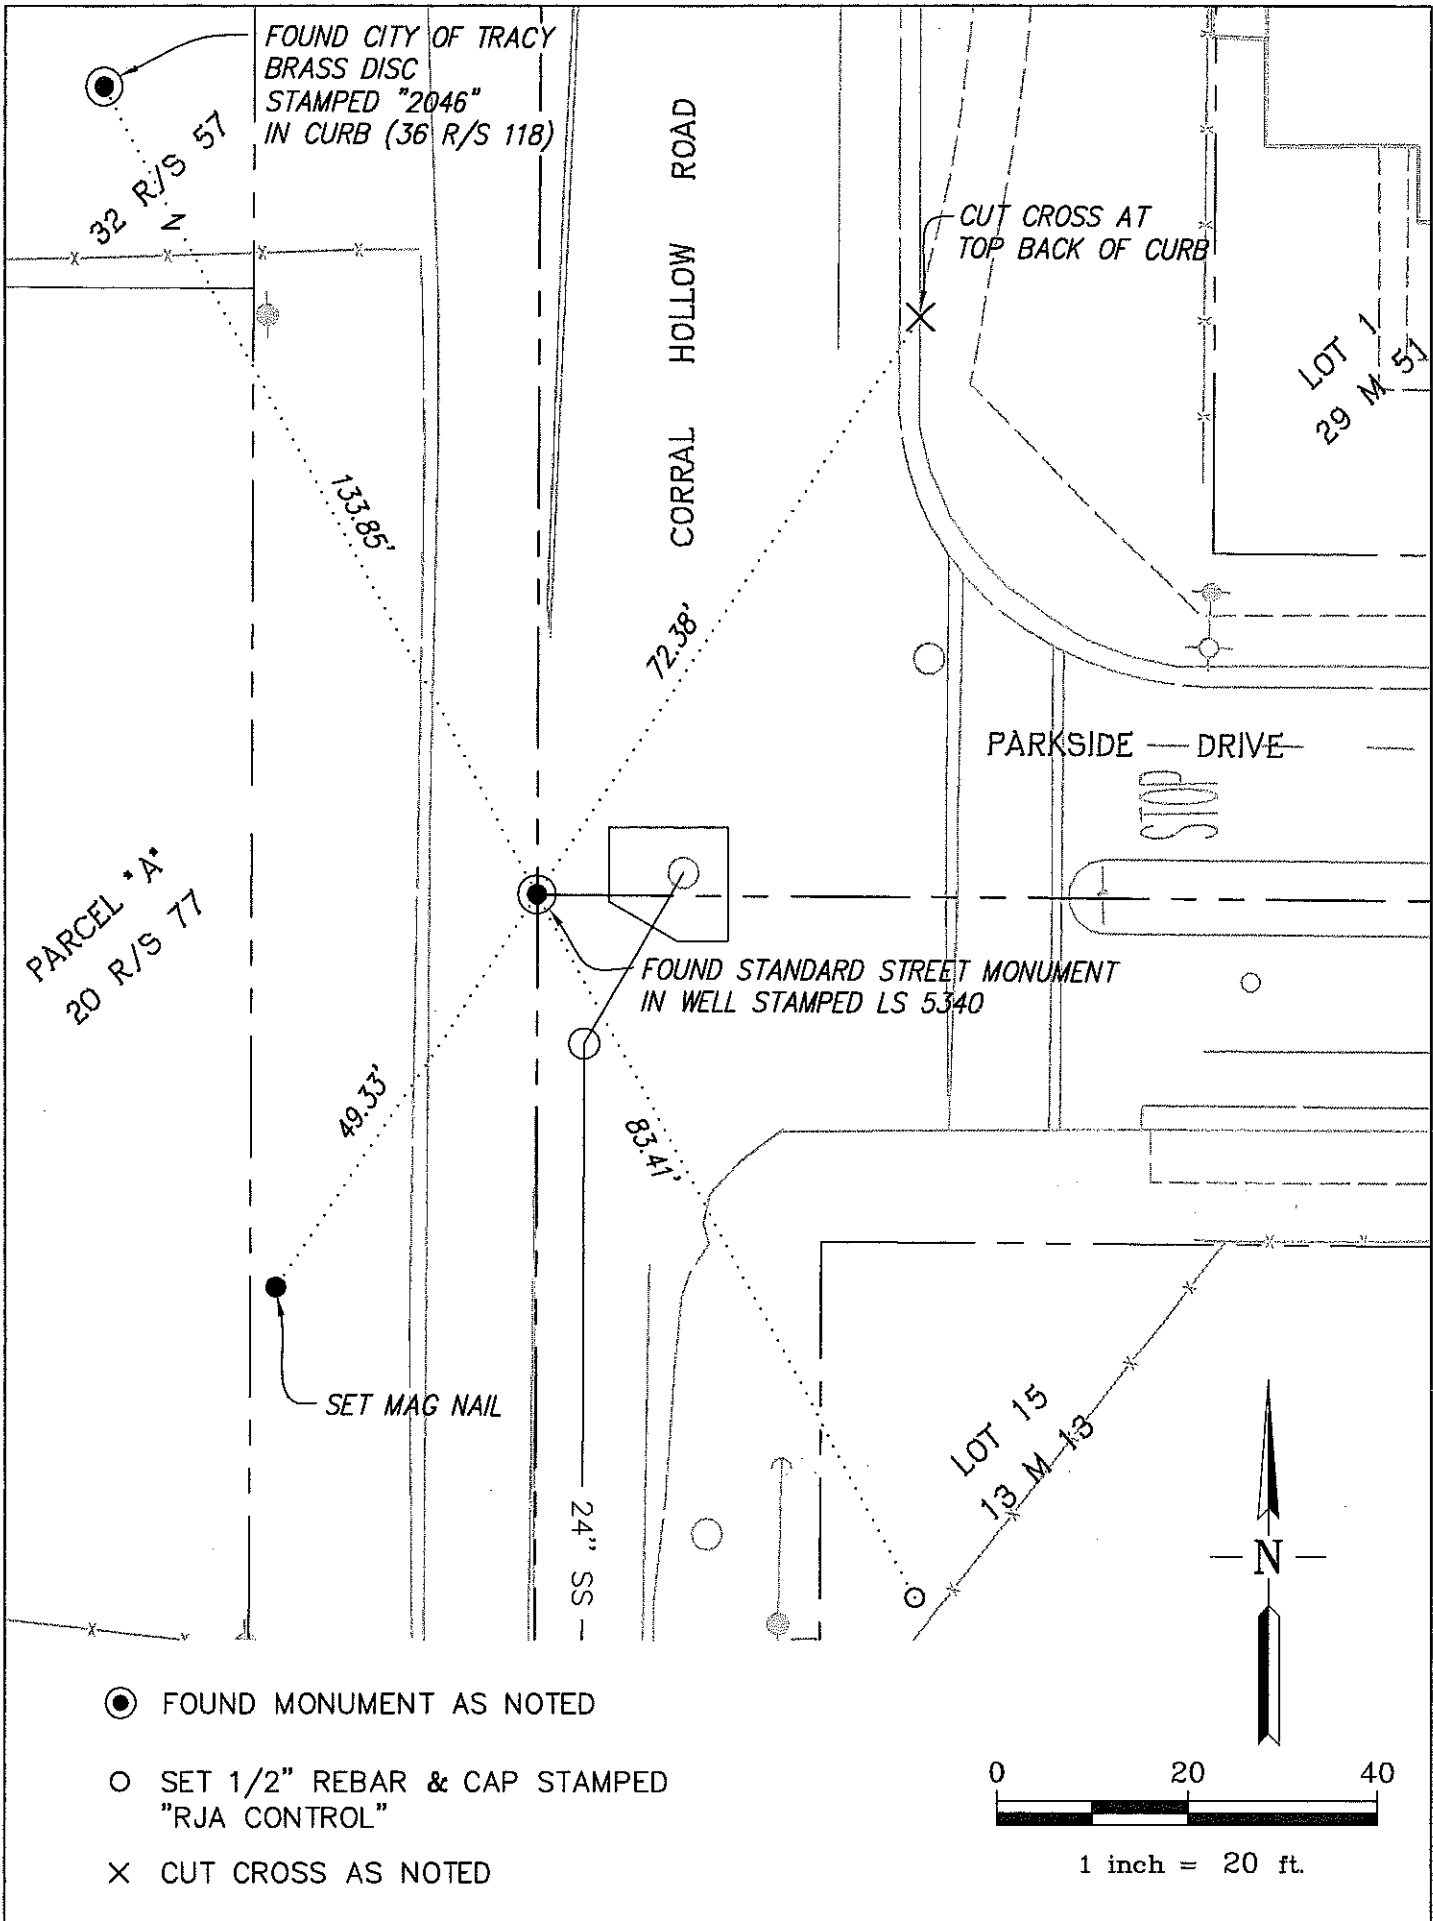 FOUND CITY OF TRACY
BRASS DISC
STAMPED "2046"
IN CURB (36 R/S 118)
32 R/S 57
N
CORRAL HOLLOW ROAD
CUT CROSS AT
TOP BACK OF CURB
LOT 1
29 M 51
133.85'
72.38'
PARKSIDE DRIVE
STOP
PARCEL "A"
20 R/S 77
FOUND STANDARD STREET MONUMENT
IN WELL STAMPED LS 5340
49.33'
83.41'
SET MAG NAIL
LOT 15
13 M 13
24" SS
N
FOUND MONUMENT AS NOTED
SET 1/2" REBAR & CAP STAMPED
"RJA CONTROL"
CUT CROSS AS NOTED
0 20 40
1 inch = 20 ft.